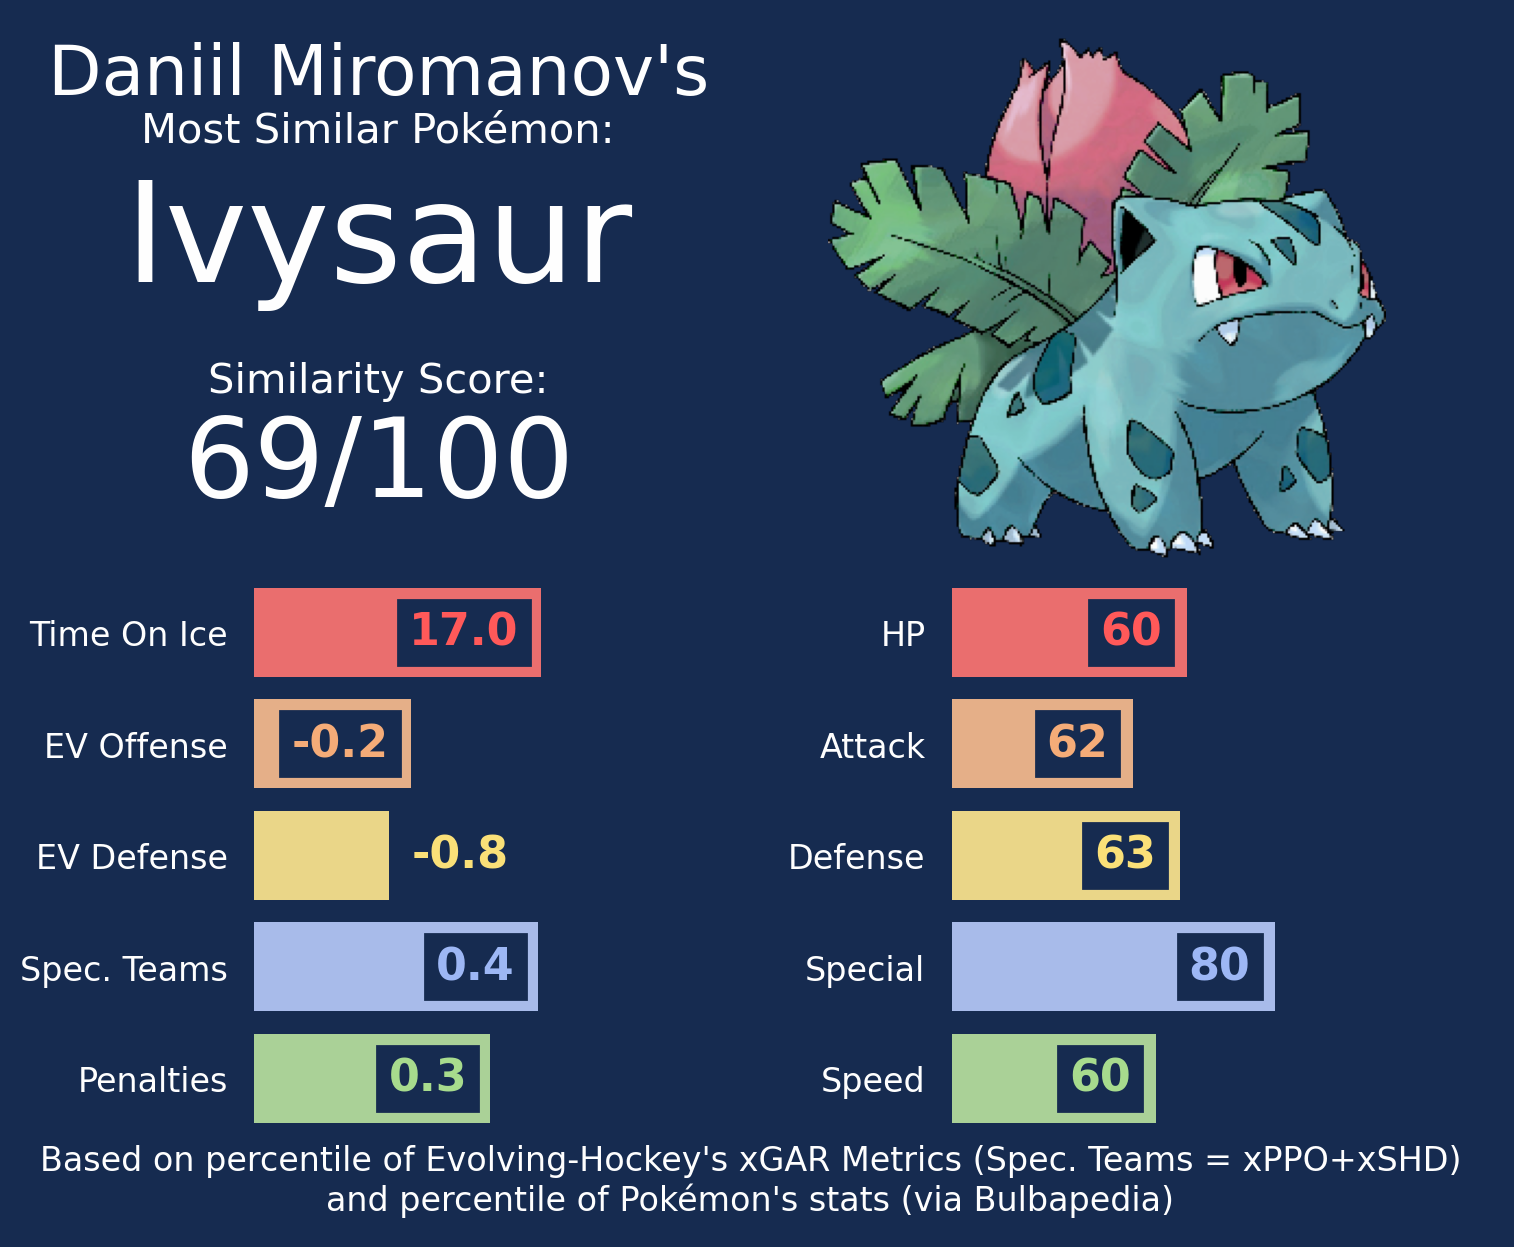 Daniil Miromanov's
Most Similar Pokémon:
Ivysaur
Similarity Score:
69/100
Time On Ice 17.0
EV Offense -0.2
EV Defense -0.8
Spec. Teams 0.4
Penalties 0.3
HP 60
Attack 62
Defense 63
Special 80
Speed 60
Based on percentile of Evolving-Hockey's xGAR Metrics (Spec. Teams = xPPO+xSHD)
and percentile of Pokémon's stats (via Bulbapedia)